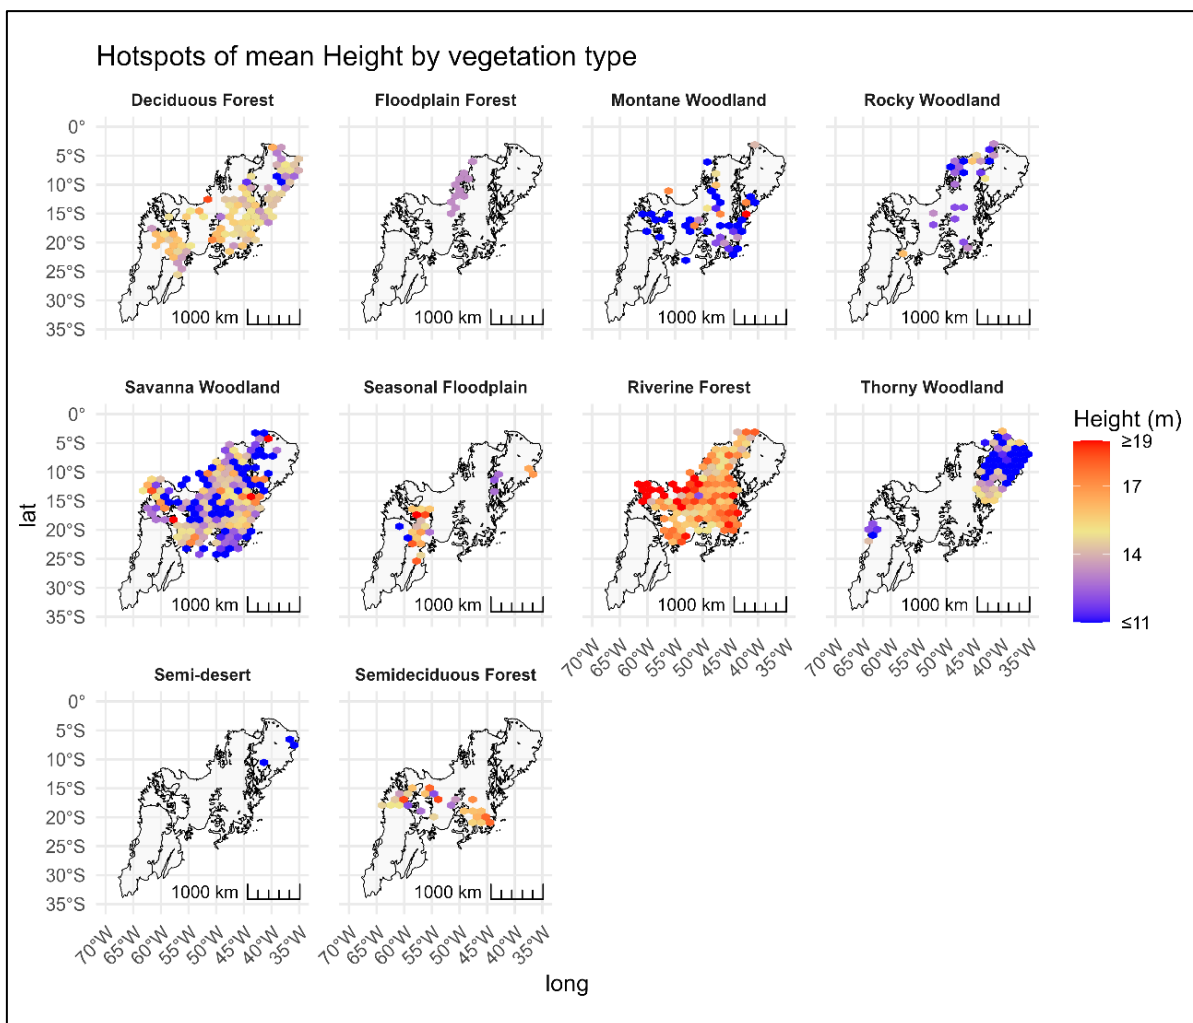 Hotspots of mean Height by vegetation type
Deciduous Forest
Floodplain Forest
Montane Woodland
Rocky Woodland
0°
5°S
10°S
15°S
20°S
25°S
30°S
35°S
1000 km
1000 km
1000 km
1000 km
Savanna Woodland
Seasonal Floodplain
Riverine Forest
Thorny Woodland
0°
5°S
10°S
15°S
20°S
25°S
30°S
35°S
1000 km
1000 km
1000 km
1000 km
70°W 65°W 60°W 55°W 50°W 45°W 40°W 35°W
70°W 65°W 60°W 55°W 50°W 45°W 40°W 35°W
Semi-desert
Semideciduous Forest
0°
5°S
10°S
15°S
20°S
25°S
30°S
35°S
1000 km
1000 km
70°W 65°W 60°W 55°W 50°W 45°W 40°W 35°W
70°W 65°W 60°W 55°W 50°W 45°W 40°W 35°W
lat
long
Height (m)
≥19
17
14
≤11